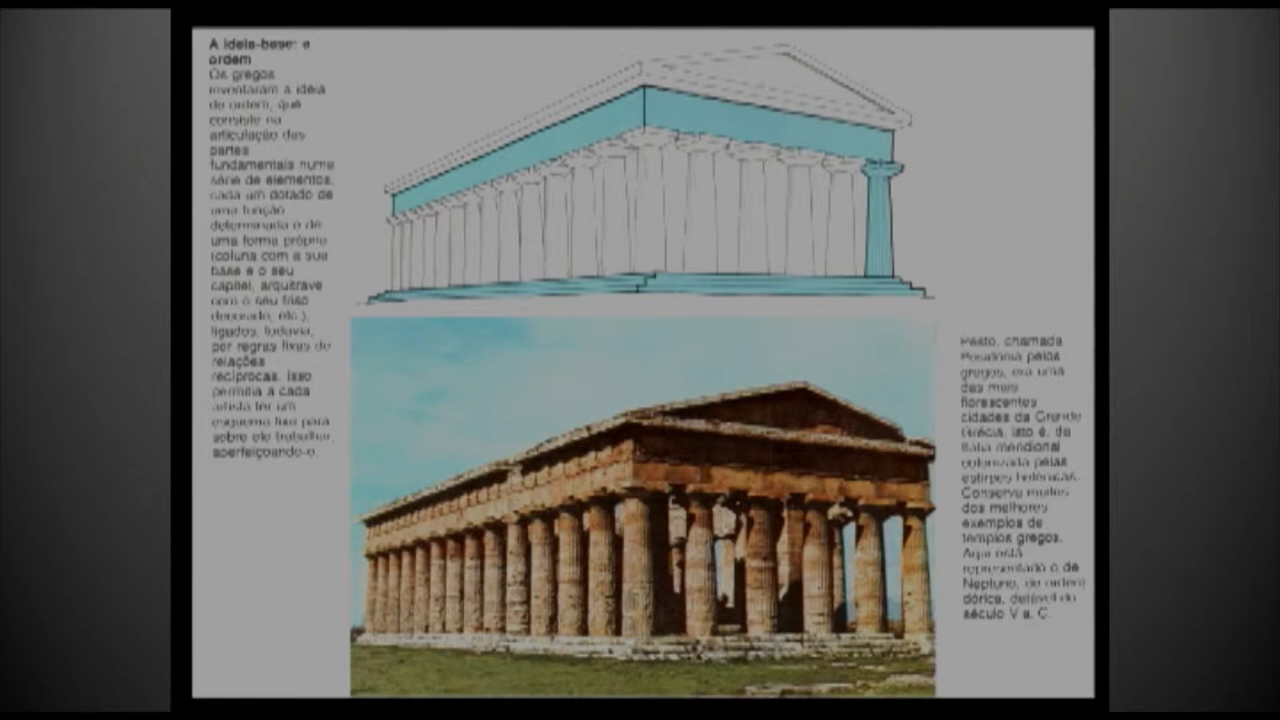 A ideia-base: a
ordem
Os gregos
inventaram a ideia
de ordem, que
consiste na
articulação das
partes
fundamentais numa
série de elementos,
cada um dotado de
uma função
determinada e de
uma forma própria
(coluna com a sua
base e o seu
capitel, arquitrave
com o seu friso
decorado, etc.),
ligados, todavia,
por regras fixas de
relações
recíprocas. Isso
permitia a cada
artista ter um
esquema fixo para
sobre ele trabalhar,
aperfeiçoando-o.
Pesto, chamada
Posidonia pelos
gregos, era uma
das mais
florescentes
cidades da Grande
Grécia, isto é, da
Itália meridional
colonizada pelas
estirpes helénicas.
Conserva muitos
dos melhores
exemplos de
templos gregos.
Aqui está
representado o de
Neptuno, de ordem
dórica, datável do
século V a. C.